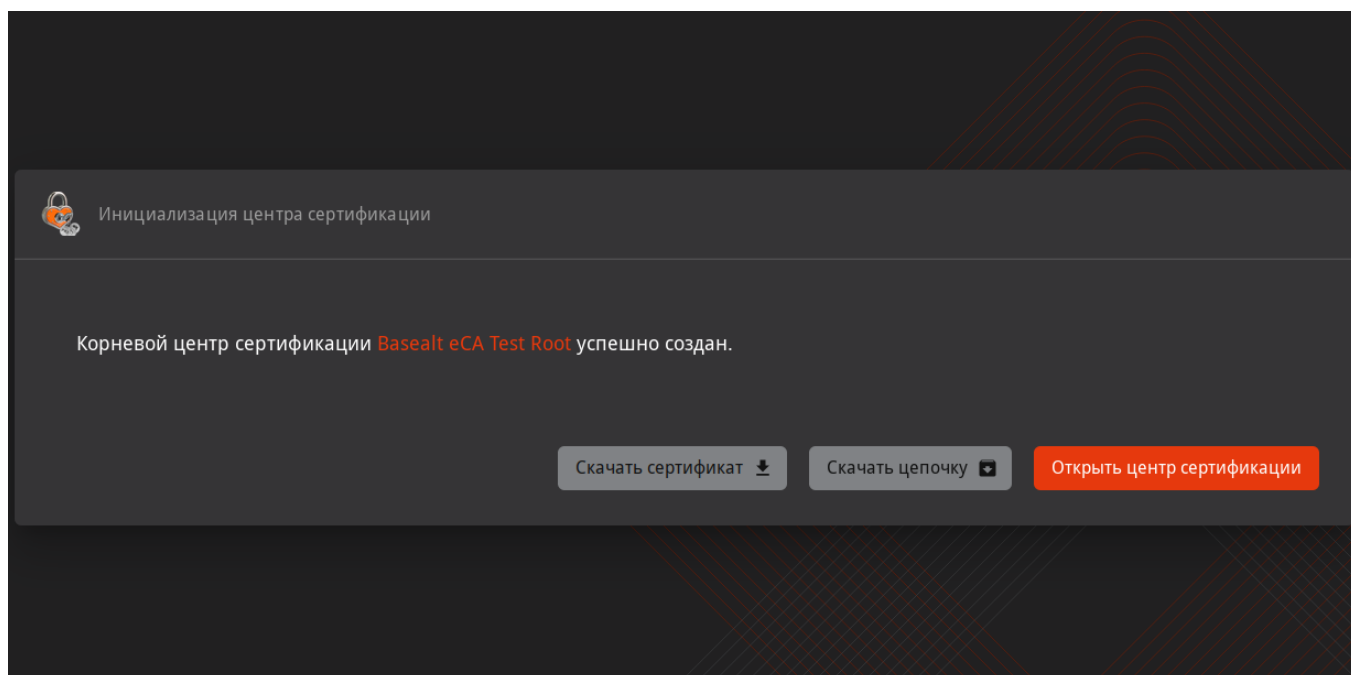 Инициализация центра сертификации
Корневой центр сертификации Basealt eCA Test Root успешно создан.
Скачать сертификат
Скачать цепочку
Открыть центр сертификации